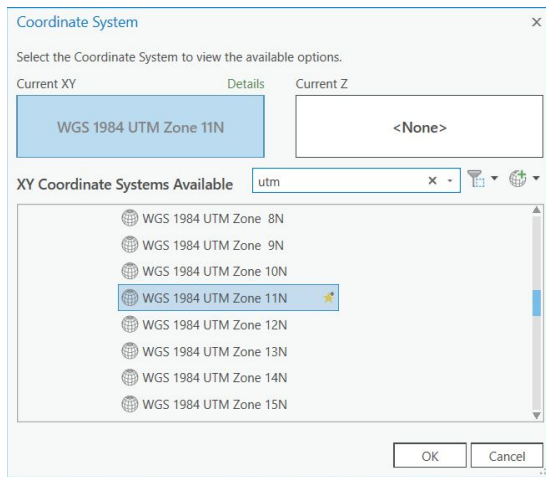 Coordinate System
Select the Coordinate System to view the available options.
Current XY Details Current Z
WGS 1984 UTM Zone 11N <None>
XY Coordinate Systems Available utm
WGS 1984 UTM Zone 8N
WGS 1984 UTM Zone 9N
WGS 1984 UTM Zone 10N
WGS 1984 UTM Zone 11N
WGS 1984 UTM Zone 12N
WGS 1984 UTM Zone 13N
WGS 1984 UTM Zone 14N
WGS 1984 UTM Zone 15N
OK Cancel